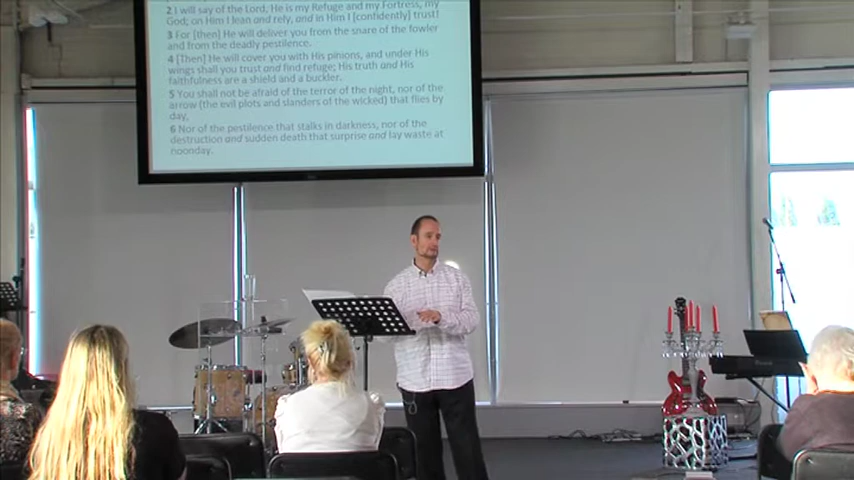 2 I will say of the Lord, He is my Refuge and my Fortress, my
God; on Him I lean and rely, and in Him I [confidently] trust!
3 For [then] He will deliver you from the snare of the fowler
and from the deadly pestilence.
4 [Then] He will cover you with His pinions, and under His
wings shall you trust and find refuge; His truth and His
faithfulness are a shield and a buckler.
5 You shall not be afraid of the terror of the night, nor of the
arrow (the evil plots and slanders of the wicked) that flies by
day,
6 Nor of the pestilence that stalks in darkness, nor of the
destruction and sudden death that surprise and lay waste at
noonday.